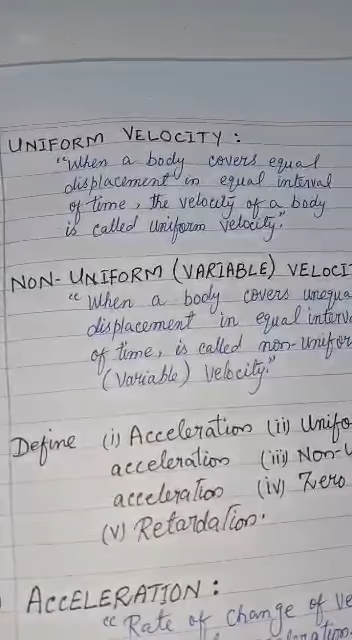 UNIFORM VELOCITY:
"When a body covers equal
displacement in equal interval
of time, the velocity of a body
is called uniform velocity."
NON-UNIFORM (VARIABLE) VELOCI
"When a body covers unequa
displacement in equal interva
of time, is called non-unifor
(Variable) velocity."
Define (i) Acceleration (ii) Unifo
acceleration (iii) Non-U
acceleration (iv) Zero
(v) Retardation.
ACCELERATION:
"Rate of change of ve